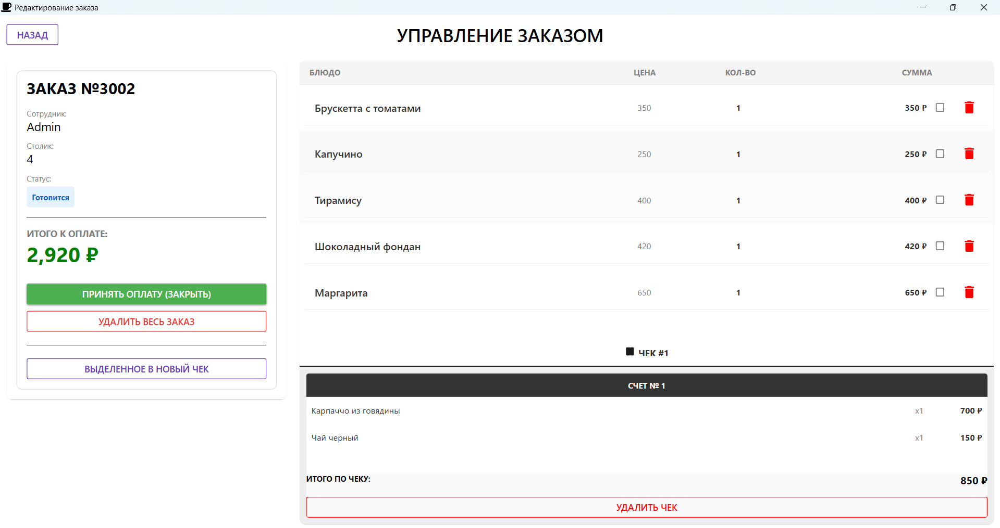 Редактирование заказа
НАЗАД
УПРАВЛЕНИЕ ЗАКАЗОМ
ЗАКАЗ №3002
Сотрудник:
Admin
Столик:
4
Статус:
Готовится
ИТОГО К ОПЛАТЕ:
2,920 ₽
ПРИНЯТЬ ОПЛАТУ (ЗАКРЫТЬ)
УДАЛИТЬ ВЕСЬ ЗАКАЗ
ВЫДЕЛЕННОЕ В НОВЫЙ ЧЕК
БЛЮДО ЦЕНА КОЛ-ВО СУММА
Брускетта с томатами 350 1 350 ₽
Капучино 250 1 250 ₽
Тирамису 400 1 400 ₽
Шоколадный фондан 420 1 420 ₽
Маргарита 650 1 650 ₽
ЧЕК #1
СЧЕТ № 1
Карпаччо из говядины x1 700 ₽
Чай черный x1 150 ₽
ИТОГО ПО ЧЕКУ: 850 ₽
УДАЛИТЬ ЧЕК